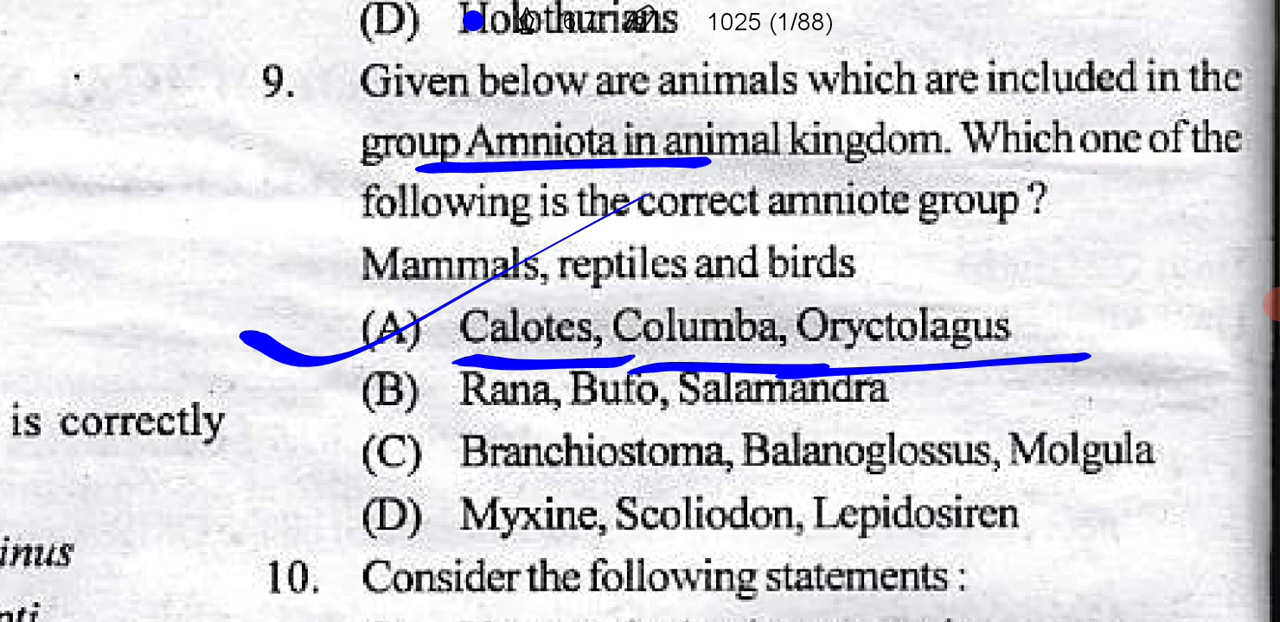 (D) Holothurians 1025 (1/88)
9. Given below are animals which are included in the
group Amniota in animal kingdom. Which one of the
following is the correct amniote group ?
Mammals, reptiles and birds
(A) Calotes, Columba, Oryctolagus
(B) Rana, Bufo, Salamandra
(C) Branchiostoma, Balanoglossus, Molgula
is correctly
(D) Myxine, Scoliodon, Lepidosiren
inus
10. Consider the following statements :